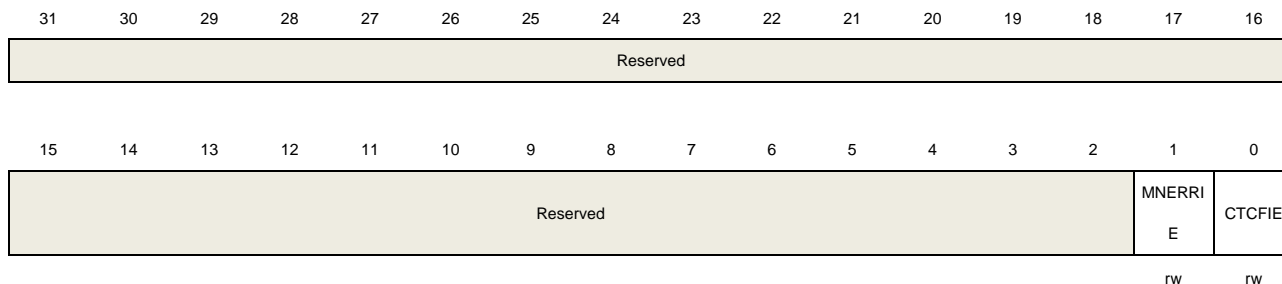 31 30 29 28 27 26 25 24 23 22 21 20 19 18 17 16
Reserved
15 14 13 12 11 10 9 8 7 6 5 4 3 2 1 0
Reserved
MNERRI
E
CTCFIE
rw rw